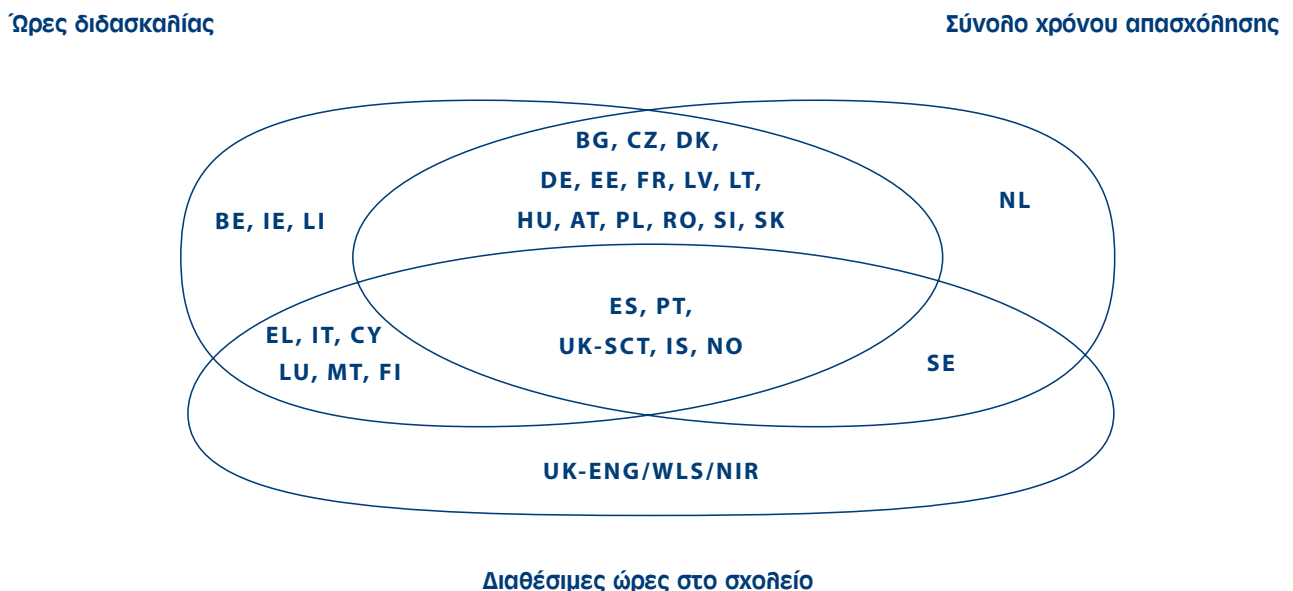 Ώρες διδασκαλίας
Σύνολο χρόνου απασχόλησης
BG, CZ, DK,
DE, EE, FR, LV, LT,
HU, AT, PL, RO, SI, SK
NL
BE, IE, LI
ES, PT,
UK-SCT, IS, NO
EL, IT, CY
LU, MT, FI
SE
UK-ENG/WLS/NIR
Διαθέσιμες ώρες στο σχολείο